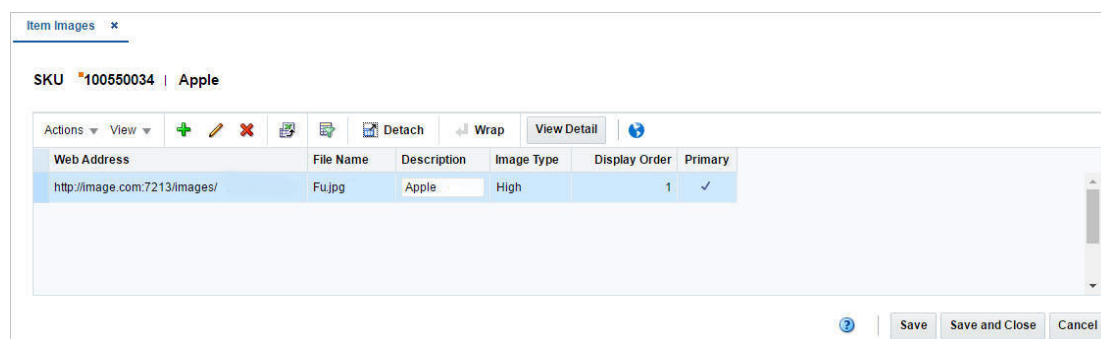 Item Images ×
SKU 100550034 | Apple
Actions View Detach Wrap View Detail
Web Address File Name Description Image Type Display Order Primary
http://image.com:7213/images/ Fu.jpg Apple High 1 ✓
? Save Save and Close Cancel